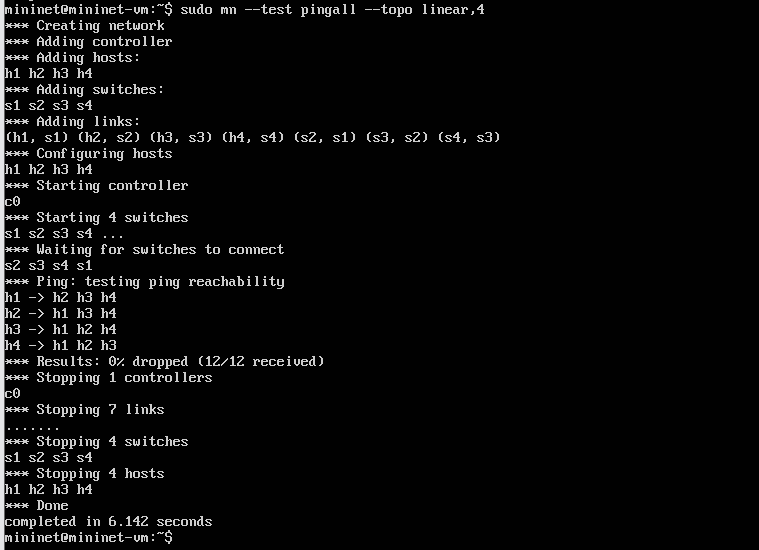 mininet@mininet-vm:~$ sudo mn --test pingall --topo linear,4
*** Creating network
*** Adding controller
*** Adding hosts:
h1 h2 h3 h4
*** Adding switches:
s1 s2 s3 s4
*** Adding links:
(h1, s1) (h2, s2) (h3, s3) (h4, s4) (s2, s1) (s3, s2) (s4, s3)
*** Configuring hosts
h1 h2 h3 h4
*** Starting controller
c0
*** Starting 4 switches
s1 s2 s3 s4 ...
*** Waiting for switches to connect
s2 s3 s4 s1
*** Ping: testing ping reachability
h1 -> h2 h3 h4
h2 -> h1 h3 h4
h3 -> h1 h2 h4
h4 -> h1 h2 h3
*** Results: 0% dropped (12/12 received)
*** Stopping 1 controllers
c0
*** Stopping 7 links
.......
*** Stopping 4 switches
s1 s2 s3 s4
*** Stopping 4 hosts
h1 h2 h3 h4
*** Done
completed in 6.142 seconds
mininet@mininet-vm:~$